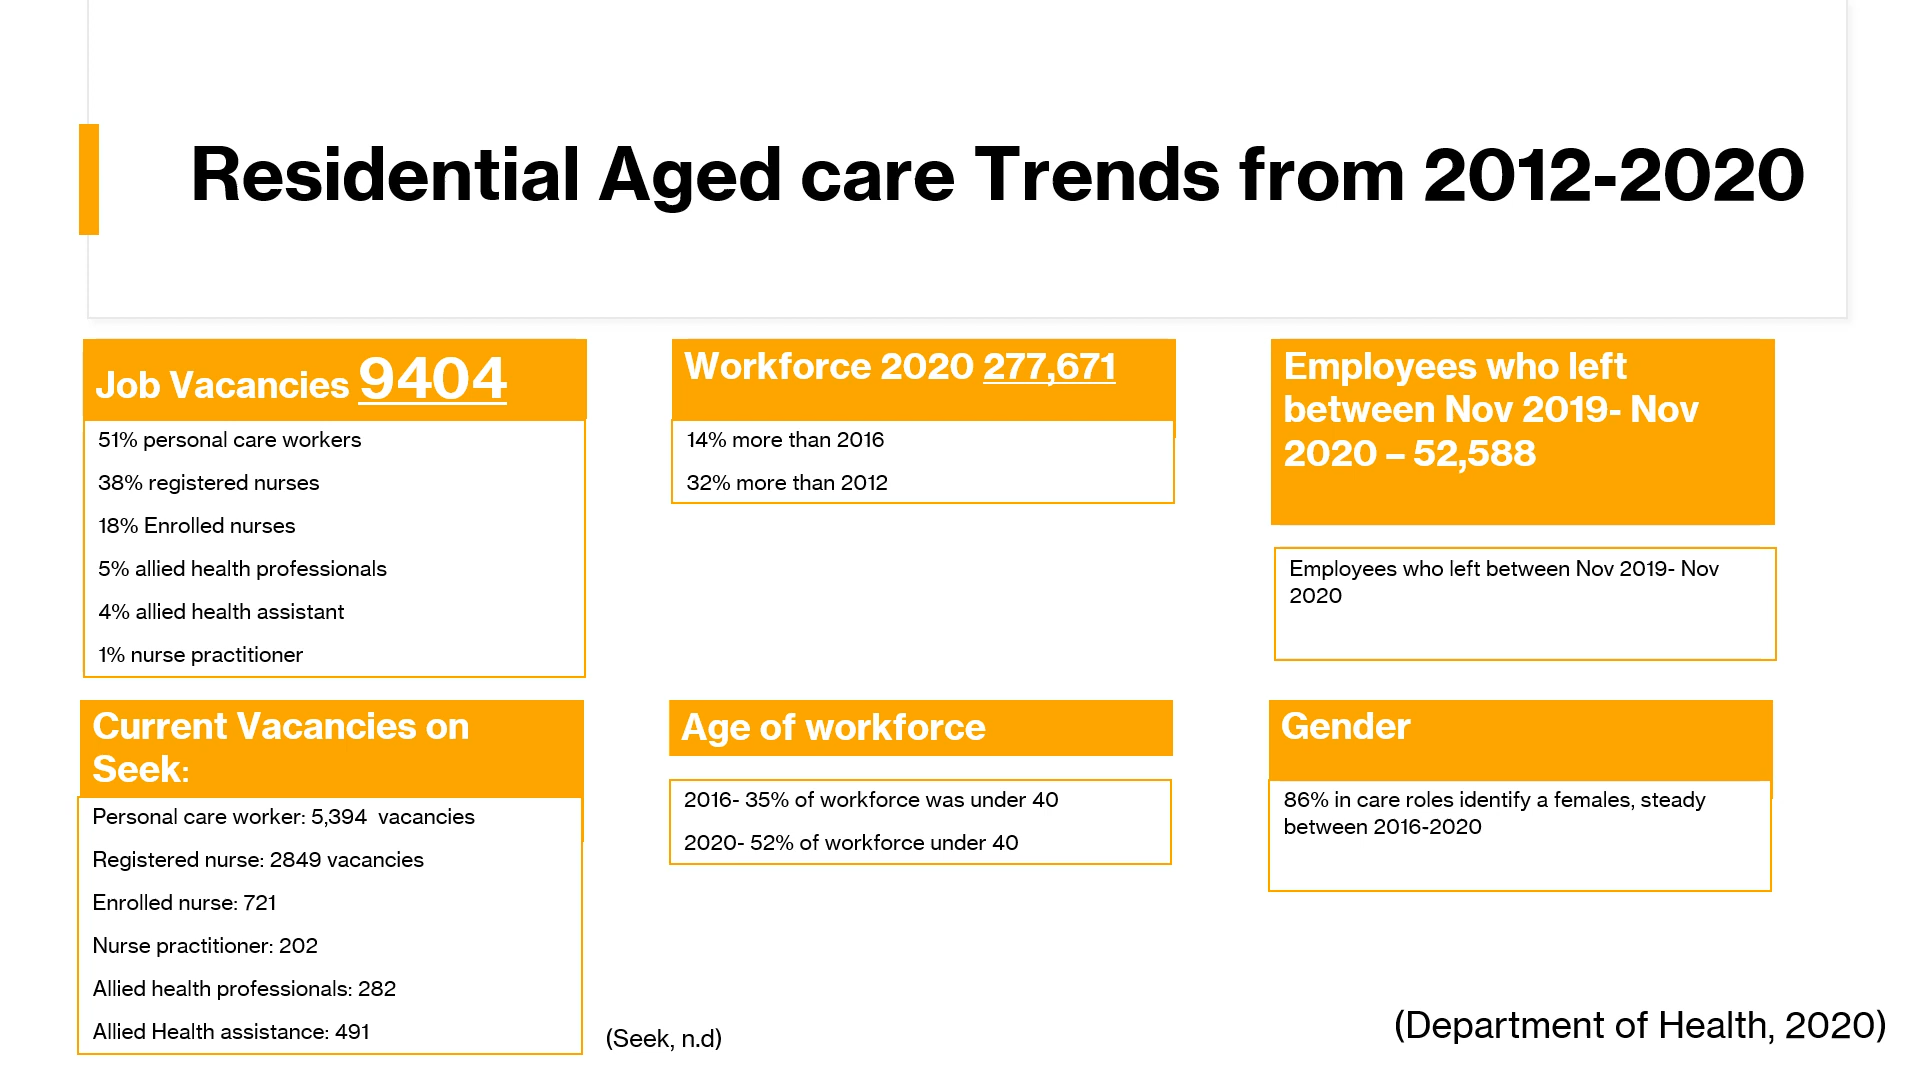 Residential Aged care Trends from 2012-2020
Job Vacancies 9404
51% personal care workers
38% registered nurses
18% Enrolled nurses
5% allied health professionals
4% allied health assistant
1% nurse practitioner
Workforce 2020 277,671
14% more than 2016
32% more than 2012
Employees who left
between Nov 2019- Nov
2020 – 52,588
Employees who left between Nov 2019- Nov
2020
Current Vacancies on
Seek:
Personal care worker: 5,394  vacancies
Registered nurse: 2849 vacancies
Enrolled nurse: 721
Nurse practitioner: 202
Allied health professionals: 282
Allied Health assistance: 491
(Seek, n.d)
Age of workforce
2016- 35% of workforce was under 40
2020- 52% of workforce under 40
Gender
86% in care roles identify a females, steady
between 2016-2020
(Department of Health, 2020)